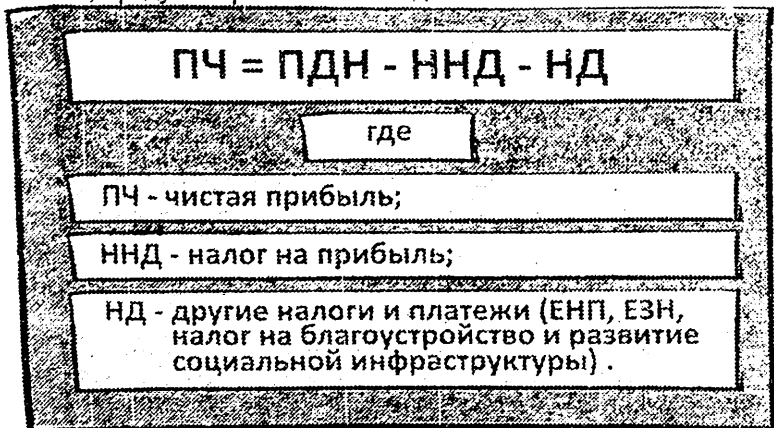 ПЧ = ПДН - ННД - НД
где
ПЧ - чистая прибыль;
ННД - налог на прибыль;
НД - другие налоги и платежи (ЕНП, ЕЗН,
налог на благоустройство и развитие
социальной инфраструктуры) .